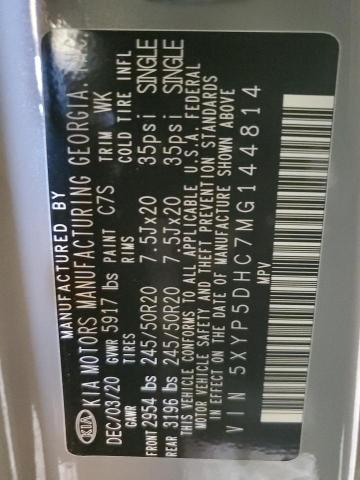 MANUFACTURED BY
KIA KIA MOTORS MANUFACTURING GEORGIA.
DEC/03/20 GVWR 5917 lbs PAINT C7S TRIM WK
GAWR TIRES RIMS COLD TIRE INFL
FRONT 2954 lbs 245/50R20 7.5Jx20 35psi SINGLE
REAR 3196 lbs 245/50R20 7.5Jx20 35psi SINGLE
THIS VEHICLE CONFORMS TO ALL APPLICABLE U.S.A. FEDERAL
MOTOR VEHICLE SAFETY AND THEFT PREVENTION STANDARDS
IN EFFECT ON THE DATE OF MANUFACTURE SHOWN ABOVE
VIN 5XYP5DHC7MG144814
MPV